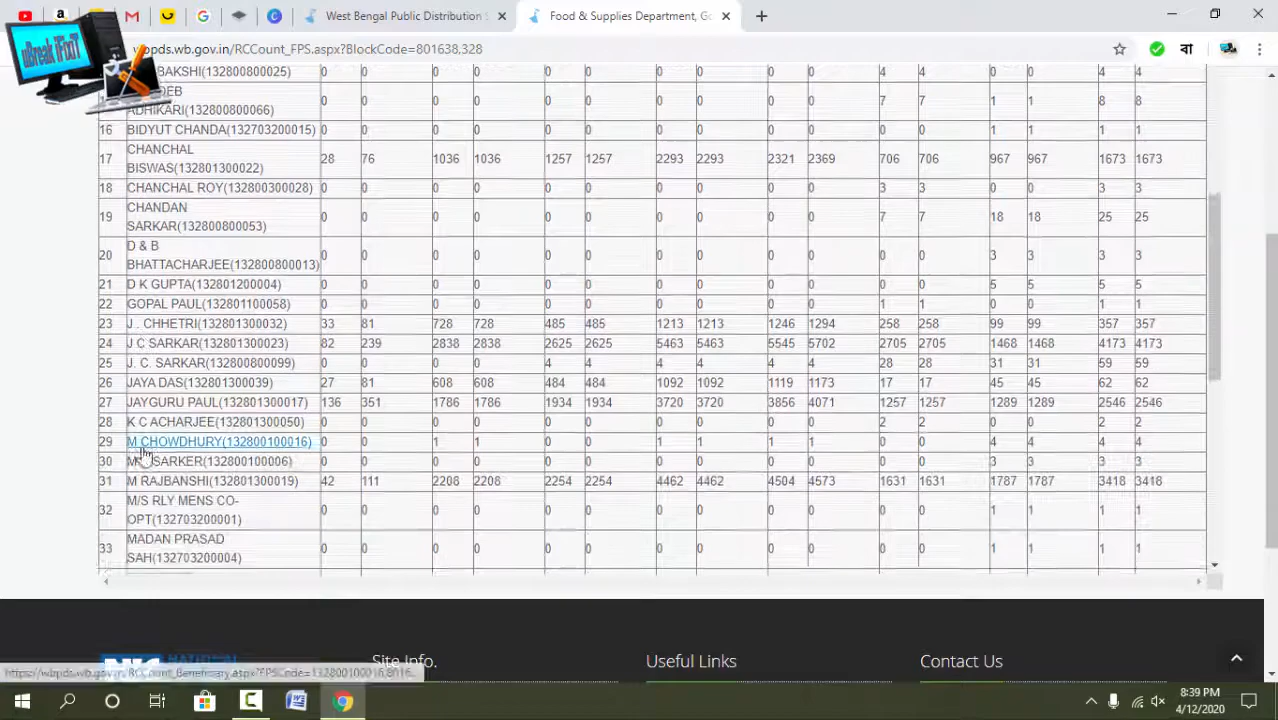 West Bengal Public Distribution
Food & Supplies Department, Go
uBreak iFixT
wbpds.wb.gov.in/RCCount_FPS.aspx?BlockCode=801638,328
বা
BAKSHI(132800800025) 0 0 0 0 0 0 0 0 0 0 4 4 0 0 4 4
DEB
ADHIKARI(132800800066) 0 0 0 0 0 0 0 0 0 0 7 7 1 1 8 8
16 BIDYUT CHANDA(132703200015) 0 0 0 0 0 0 0 0 0 0 0 0 1 1 1 1
17 CHANCHAL
BISWAS(132801300022) 28 76 1036 1036 1257 1257 2293 2293 2321 2369 706 706 967 967 1673 1673
18 CHANCHAL ROY(132800300028) 0 0 0 0 0 0 0 0 0 0 3 3 0 0 3 3
19 CHANDAN
SARKAR(132800800053) 0 0 0 0 0 0 0 0 0 0 7 7 18 18 25 25
20 D & B
BHATTACHARJEE(132800800013) 0 0 0 0 0 0 0 0 0 0 0 0 3 3 3 3
21 D K GUPTA(132801200004) 0 0 0 0 0 0 0 0 0 0 0 0 5 5 5 5
22 GOPAL PAUL(132801100058) 0 0 0 0 0 0 0 0 0 0 1 1 0 0 1 1
23 J . CHHETRI(132801300032) 33 81 728 728 485 485 1213 1213 1246 1294 258 258 99 99 357 357
24 J C SARKAR(132801300023) 82 239 2838 2838 2625 2625 5463 5463 5545 5702 2705 2705 1468 1468 4173 4173
25 J. C. SARKAR(132800800099) 0 0 0 0 4 4 4 4 4 4 28 28 31 31 59 59
26 JAYA DAS(132801300039) 27 81 608 608 484 484 1092 1092 1119 1173 17 17 45 45 62 62
27 JAYGURU PAUL(132801300017) 136 351 1786 1786 1934 1934 3720 3720 3856 4071 1257 1257 1289 1289 2546 2546
28 K C ACHARJEE(132801300050) 0 0 0 0 0 0 0 0 0 0 2 2 0 0 2 2
29 M CHOWDHURY(132800100016) 0 0 1 1 0 0 1 1 1 1 0 0 4 4 4 4
30 SARKER(132800100006) 0 0 0 0 0 0 0 0 0 0 0 0 3 3 3 3
31 M RAJBANSHI(132801300019) 42 111 2208 2208 2254 2254 4462 4462 4504 4573 1631 1631 1787 1787 3418 3418
32 M/S RLY MENS CO-
OPT(132703200001) 0 0 0 0 0 0 0 0 0 0 0 0 1 1 1 1
33 MADAN PRASAD
SAH(132703200004) 0 0 0 0 0 0 0 0 0 0 0 0 1 1 1 1
Site Info. Useful Links Contact Us
https://wbpds.wb.gov.in/RCCount_Beneficiary.aspx?FPSCode=132800100016,8016
8:39 PM
4/12/2020